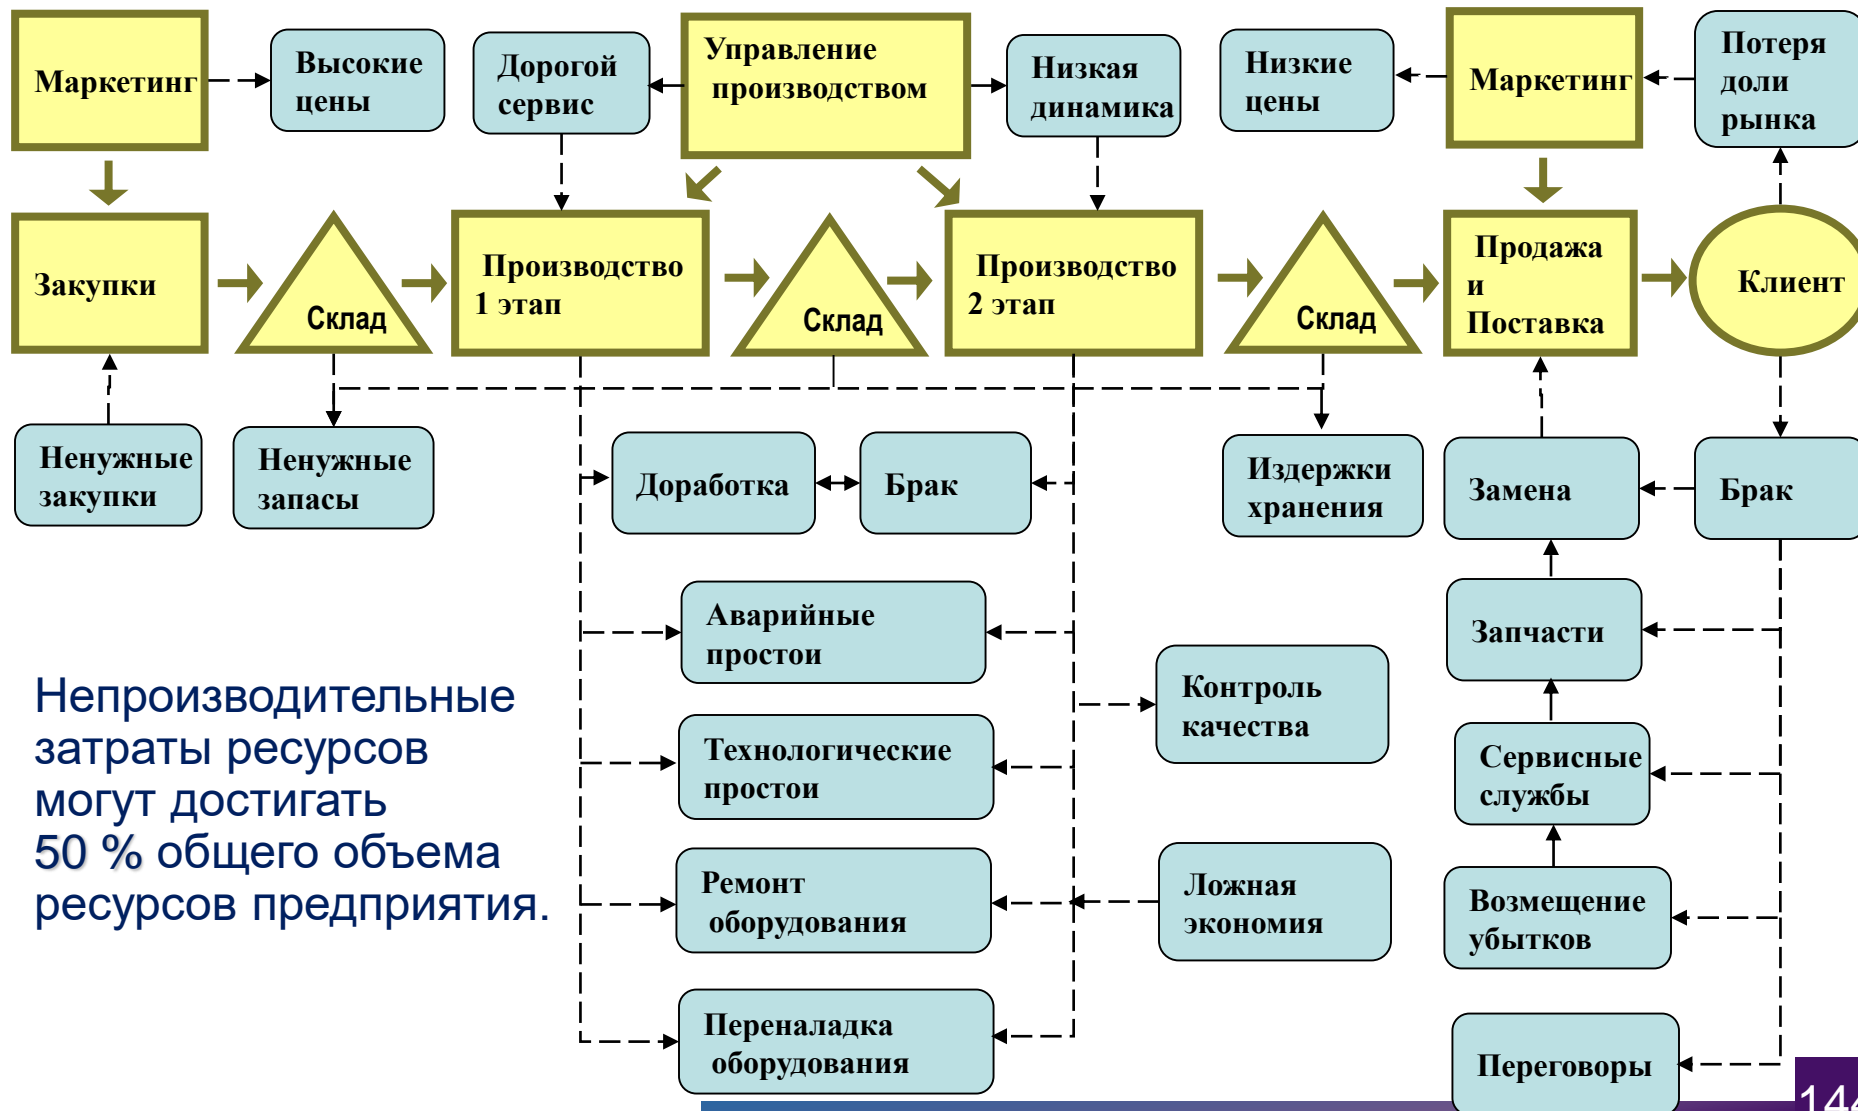 Маркетинг
Высокие
цены
Дорогой
сервис
Управление
производством
Низкая
динамика
Низкие
цены
Маркетинг
Потеря
доли
рынка
Закупки
Склад
Производство
1 этап
Склад
Производство
2 этап
Склад
Продажа
и
Поставка
Клиент
Ненужные
закупки
Ненужные
запасы
Доработка
Брак
Издержки
хранения
Замена
Брак
Аварийные
простои
Запчасти
Контроль
качества
Технологические
простои
Сервисные
службы
Ремонт
оборудования
Ложная
экономия
Возмещение
убытков
Переналадка
оборудования
Переговоры
Непроизводительные
затраты ресурсов
могут достигать
50 % общего объема
ресурсов предприятия.